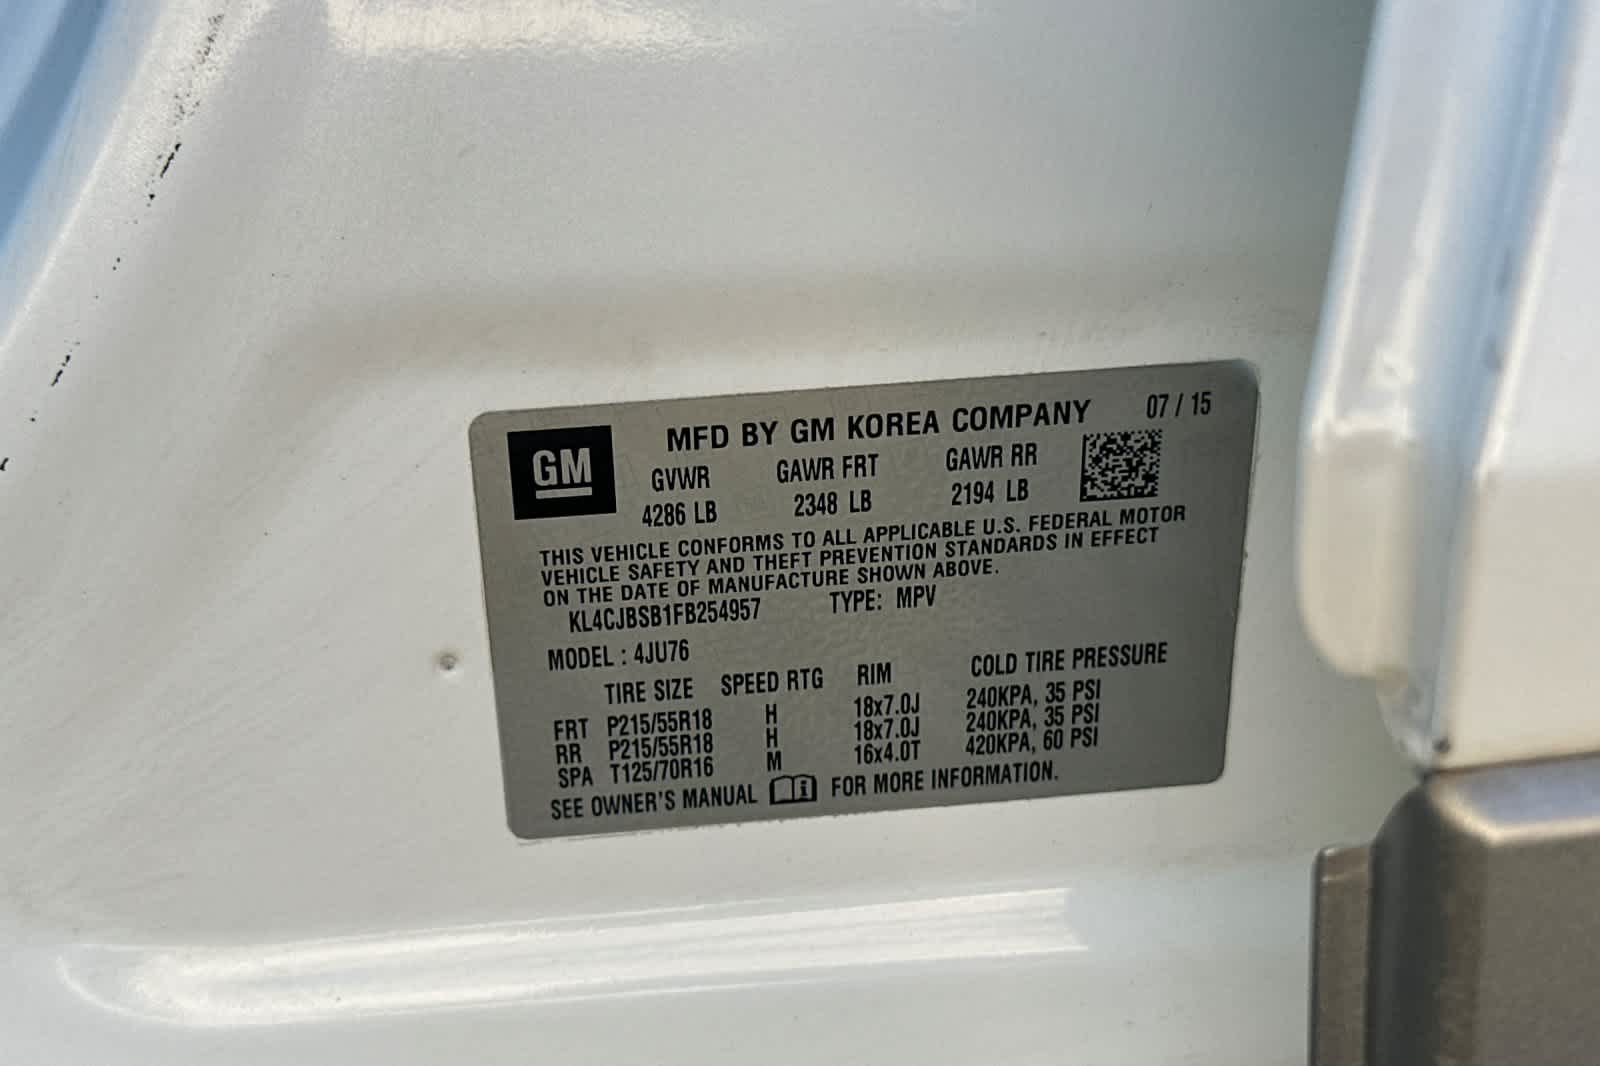 GM
MFD BY GM KOREA COMPANY 07 / 15
GVWR GAWR FRT GAWR RR
4286 LB 2348 LB 2194 LB
THIS VEHICLE CONFORMS TO ALL APPLICABLE U.S. FEDERAL MOTOR
VEHICLE SAFETY AND THEFT PREVENTION STANDARDS IN EFFECT
ON THE DATE OF MANUFACTURE SHOWN ABOVE.
KL4CJBSB1FB254957 TYPE: MPV
MODEL : 4JU76
TIRE SIZE SPEED RTG RIM COLD TIRE PRESSURE
FRT P215/55R18 H 18x7.0J 240KPA, 35 PSI
RR P215/55R18 H 18x7.0J 240KPA, 35 PSI
SPA T125/70R16 M 16x4.0T 420KPA, 60 PSI
SEE OWNER'S MANUAL i FOR MORE INFORMATION.